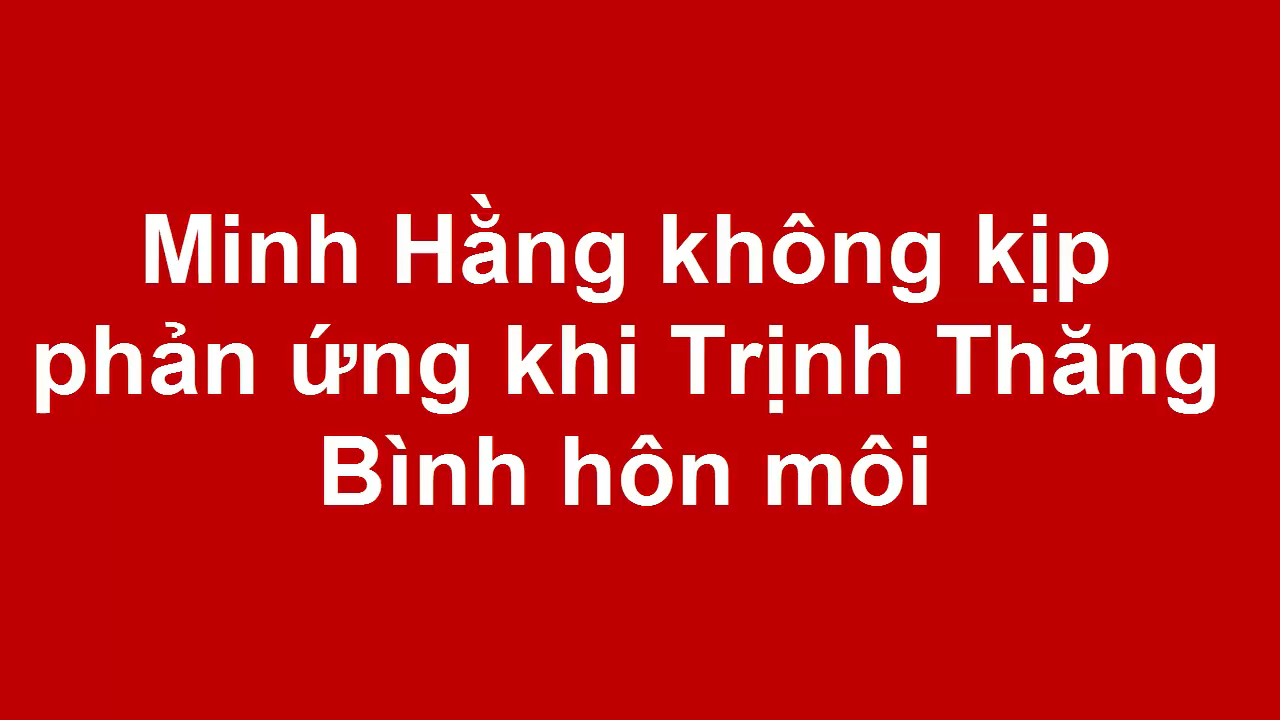 Minh Hằng không kịp
phản ứng khi Trịnh Thăng
Bình hôn môi